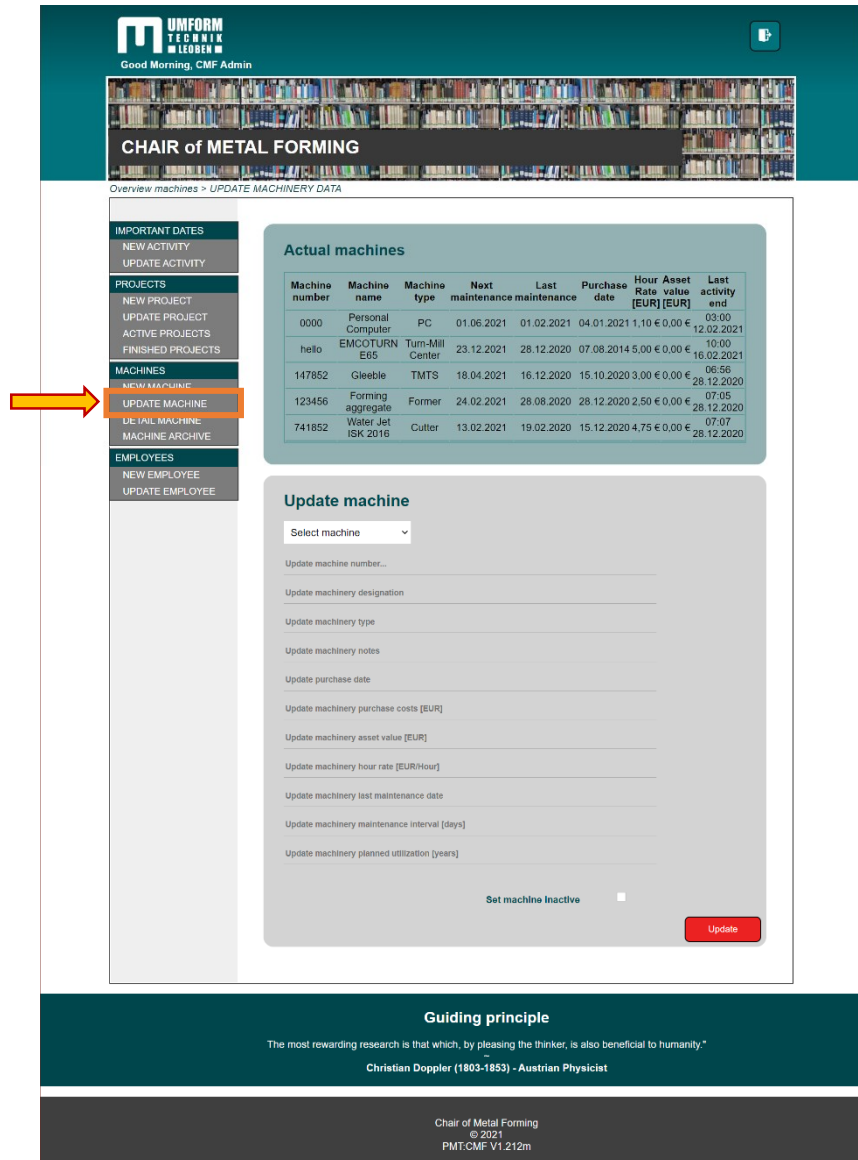 UMFORM
TECHNIK
LEOBEN
Good Morning, CMF Admin
CHAIR of METAL FORMING
Overview machines > UPDATE MACHINERY DATA
IMPORTANT DATES
NEW ACTIVITY
UPDATE ACTIVITY
PROJECTS
NEW PROJECT
UPDATE PROJECT
ACTIVE PROJECTS
FINISHED PROJECTS
MACHINES
NEW MACHINE
UPDATE MACHINE
DETAIL MACHINE
MACHINE ARCHIVE
EMPLOYEES
NEW EMPLOYEE
UPDATE EMPLOYEE
Actual machines
Machine number Machine name Machine type Next maintenance Last maintenance Purchase date Hour Rate [EUR] Asset value [EUR] Last activity end
0000 Personal Computer PC 01.06.2021 01.02.2021 04.01.2021 1,10 € 0,00 € 03:00 12.02.2021
hello EMCOTURN E65 Turn-Mill Center 23.12.2021 28.12.2020 07.08.2014 5,00 € 0,00 € 10:00 16.02.2021
147852 Gleeble TMTS 18.04.2021 16.12.2020 15.10.2020 3,00 € 0,00 € 06:56 28.12.2020
123456 Forming aggregate Former 24.02.2021 28.08.2020 28.12.2020 2,50 € 0,00 € 07:05 28.12.2020
741852 Water Jet ISK 2016 Cutter 13.02.2021 19.02.2020 15.12.2020 4,75 € 0,00 € 07:07 28.12.2020
Update machine
Select machine
Update machine number...
Update machinery designation
Update machinery type
Update machinery notes
Update purchase date
Update machinery purchase costs [EUR]
Update machinery asset value [EUR]
Update machinery hour rate [EUR/Hour]
Update machinery last maintenance date
Update machinery maintenance interval [days]
Update machinery planned utilization [years]
Set machine inactive
Update
Guiding principle
The most rewarding research is that which, by pleasing the thinker, is also beneficial to humanity."
~
Christian Doppler (1803-1853) - Austrian Physicist
Chair of Metal Forming
© 2021
PMT:CMF V1.212m